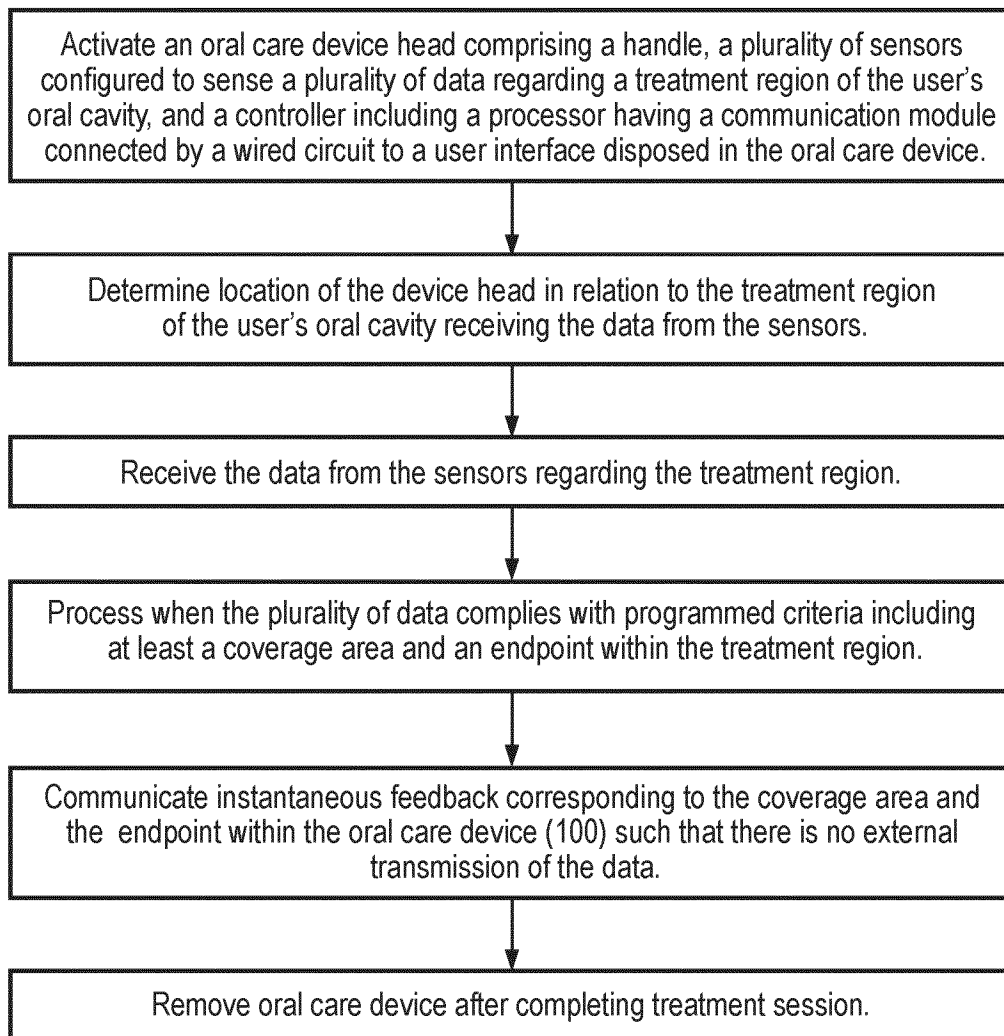 Activate an oral care device head comprising a handle, a plurality of sensors
configured to sense a plurality of data regarding a treatment region of the user's
oral cavity, and a controller including a processor having a communication module
connected by a wired circuit to a user interface disposed in the oral care device.
Determine location of the device head in relation to the treatment region
of the user's oral cavity receiving the data from the sensors.
Receive the data from the sensors regarding the treatment region.
Process when the plurality of data complies with programmed criteria including
at least a coverage area and an endpoint within the treatment region.
Communicate instantaneous feedback corresponding to the coverage area and
the endpoint within the oral care device (100) such that there is no external
transmission of the data.
Remove oral care device after completing treatment session.